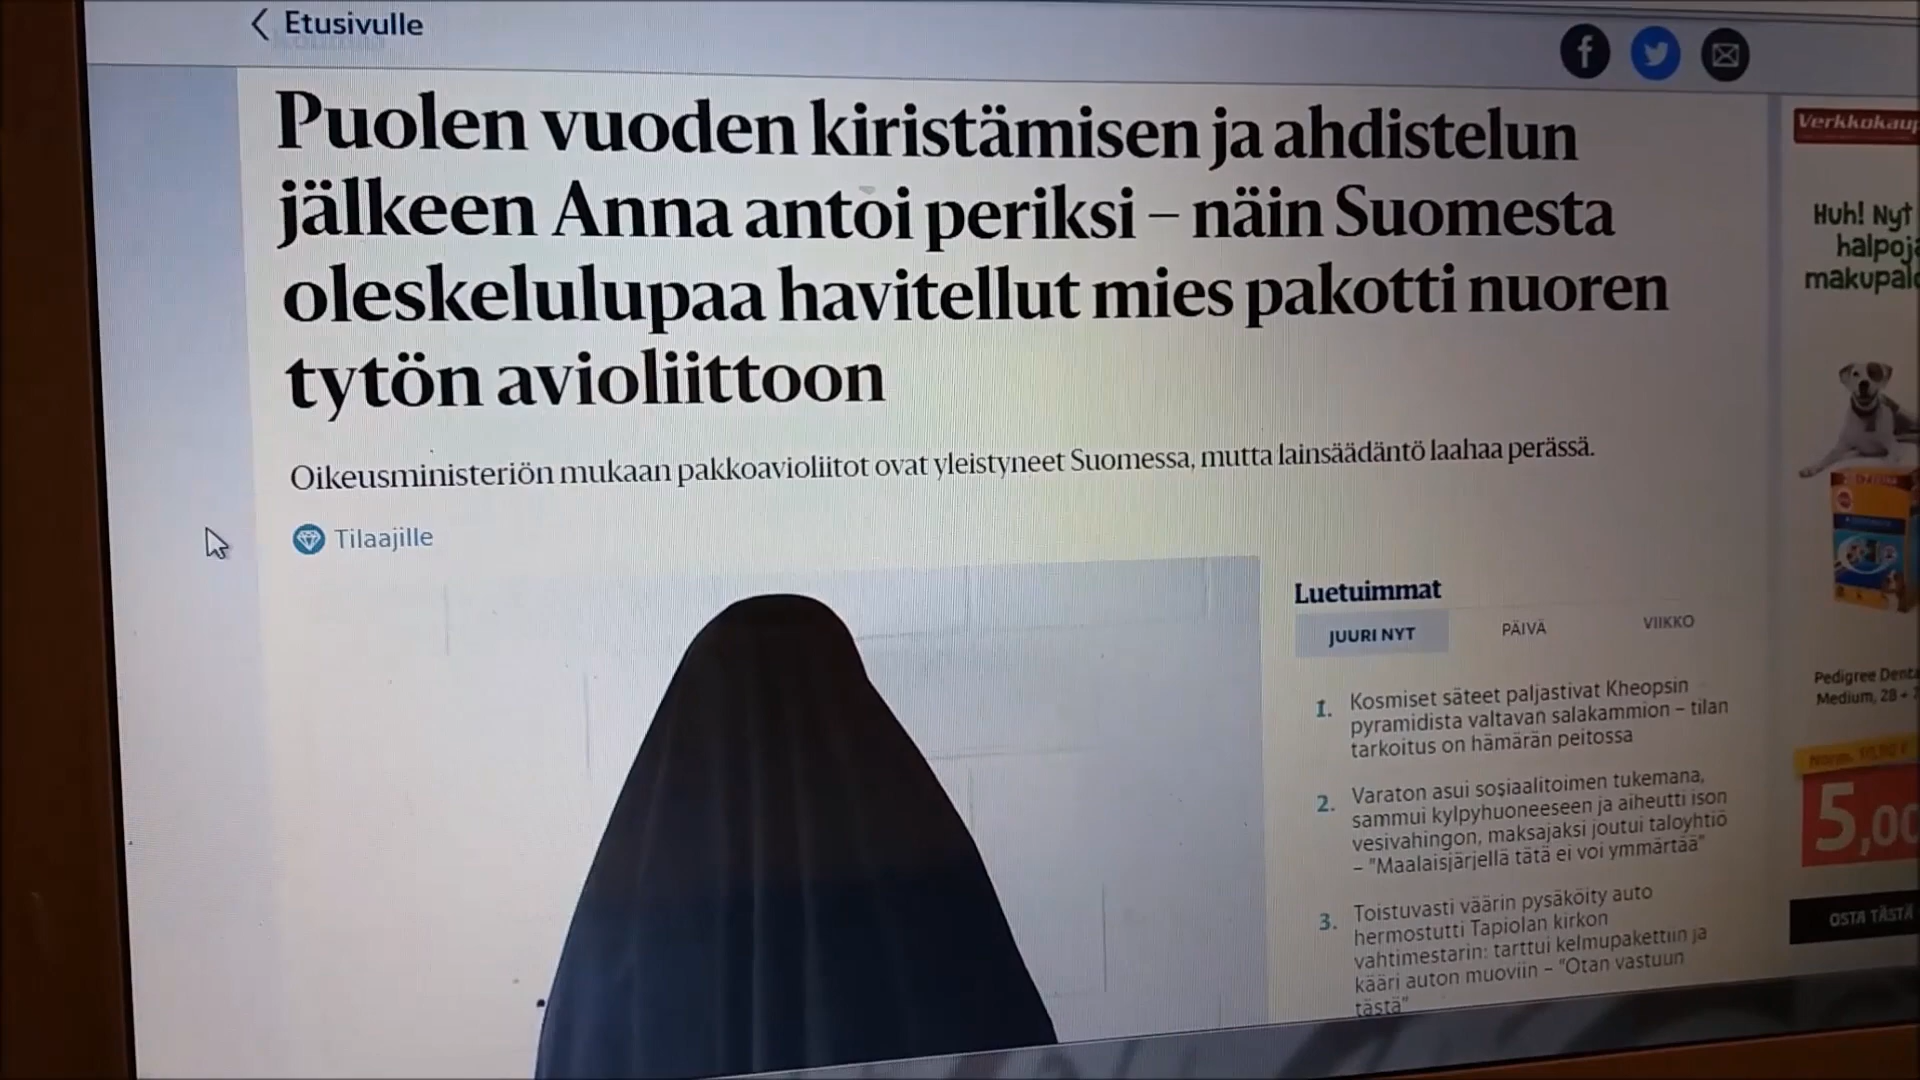 Etusivulle
Puolen vuoden kiristämisen ja ahdistelun
jälkeen Anna antoi periksi – näin Suomesta
oleskelulupaa havitellut mies pakotti nuoren
tytön avioliittoon
Oikeusministeriön mukaan pakkoavioliitot ovat yleistyneet Suomessa, mutta lainsäädäntö laahaa perässä.
Tilaajille
Luetuimmat
JUURI NYT
PÄIVÄ
VIIKKO
1. Kosmiset säteet paljastivat Kheopsin
pyramidista valtavan salakammion – tilan
tarkoitus on hämärän peitossa
2. Varaton asui sosiaalitoimen tukemana,
sammui kylpyhuoneeseen ja aiheutti ison
vesivahingon, maksajaksi joutui taloyhtiö
– "Maalaisjärjellä tätä ei voi ymmärtää"
3. Toistuvasti väärin pysäköity auto
hermostutti Tapiolan kirkon
vahtimestarin: tarttui kelmupakettiin ja
kääri auton muoviin – "Otan vastuun
tästä"
Verkkokaup
Huh! Nyt
halpoja
makupalo
Pedigree Denta
Medium, 28 +
5,00
OSTA TÄSTÄ